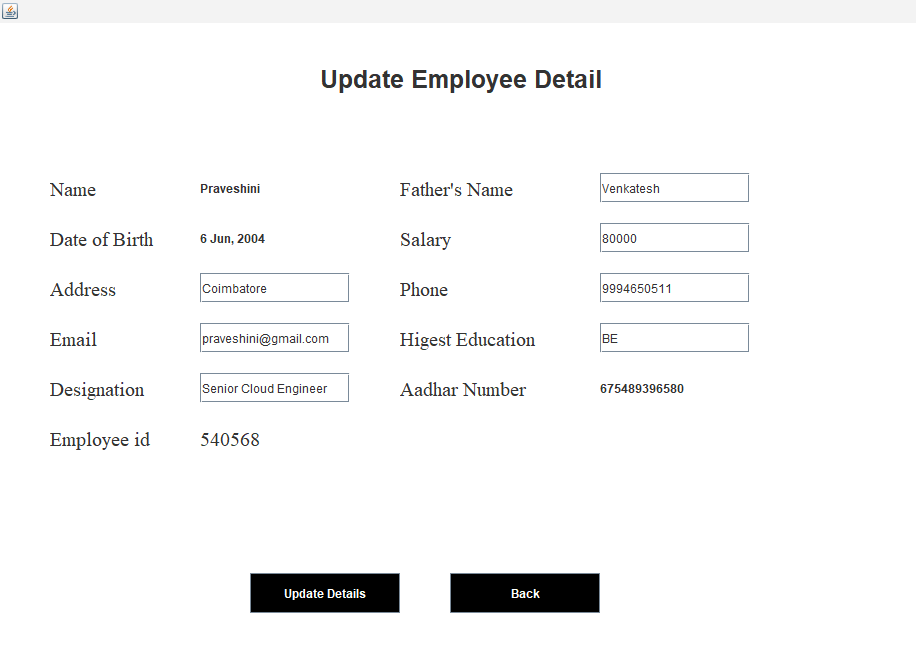 Update Employee Detail
Name Praveshini Father's Name Venkatesh
Date of Birth 6 Jun, 2004 Salary 80000
Address Coimbatore Phone 9994650511
Email praveshini@gmail.com Higest Education BE
Designation Senior Cloud Engineer Aadhar Number 675489396580
Employee id 540568
Update Details Back